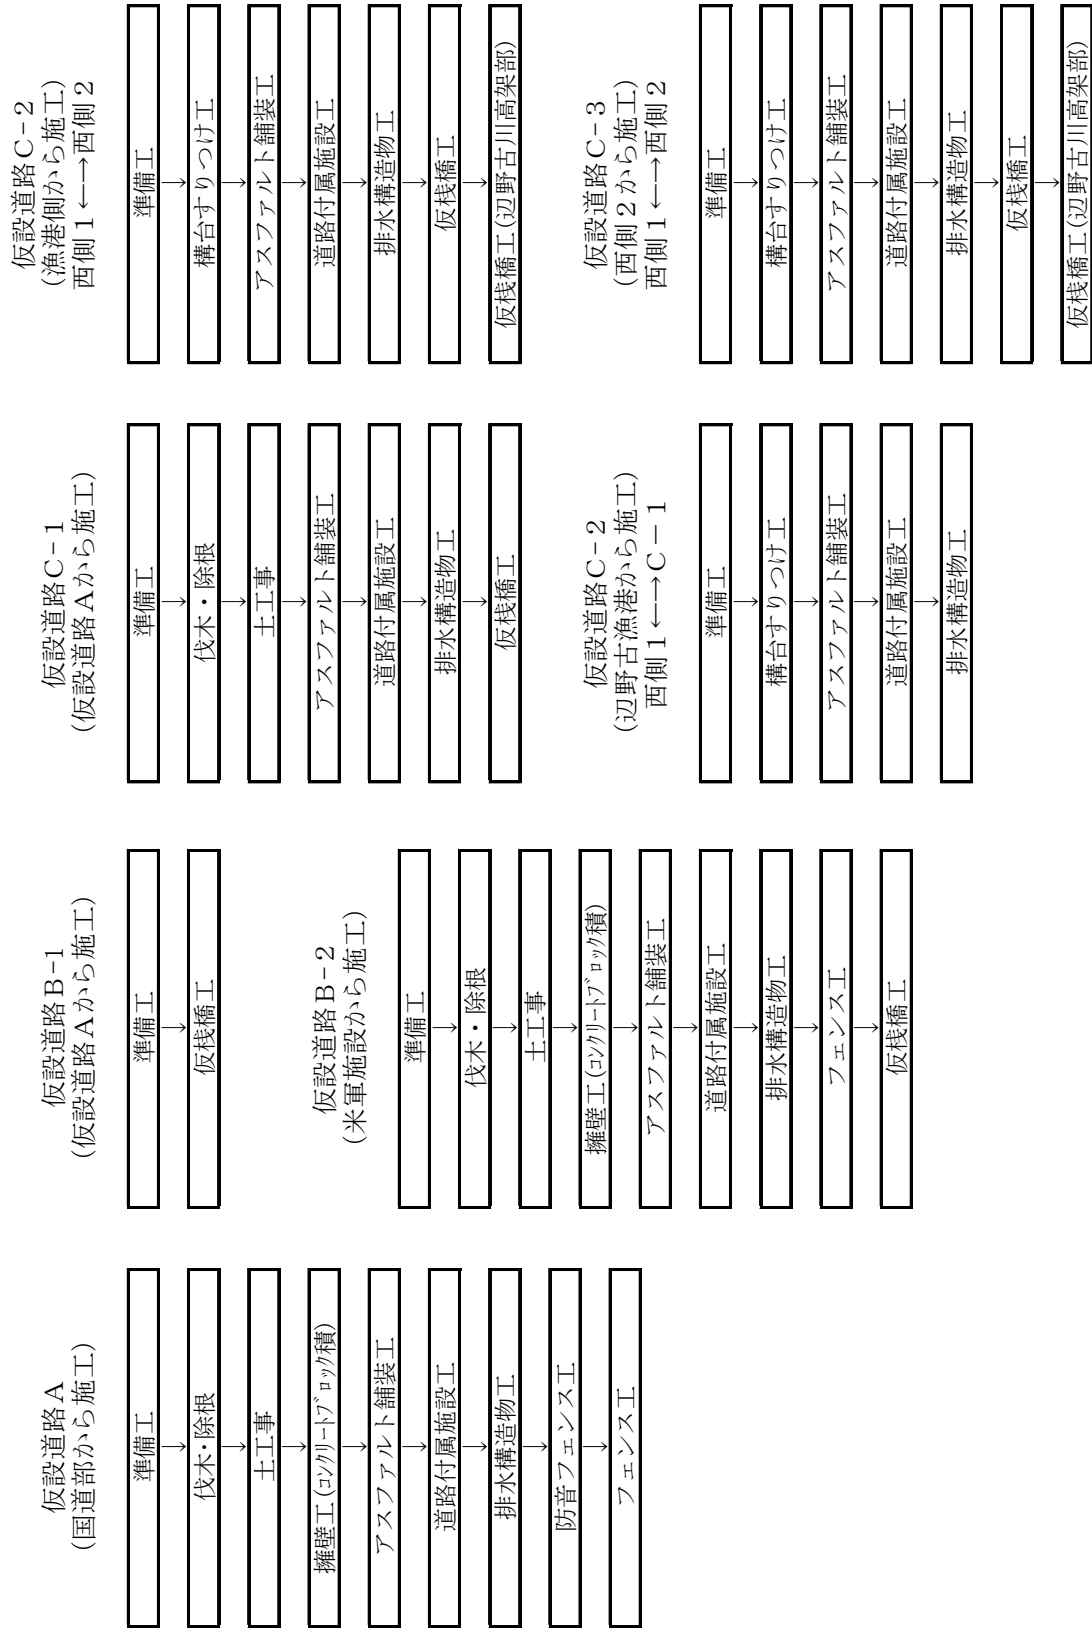 仮設道路A
(国道部から施工)
準備工
伐木・除根
土工事
擁壁工(ｺﾝｸﾘｰﾄﾌﾞﾛｯｸ積)
アスファルト舗装工
道路付属施設工
排水構造物工
防音フェンス工
フェンス工
仮設道路B-1
(仮設道路Aから施工)
準備工
仮桟橋工
仮設道路B-2
(米軍施設から施工)
準備工
伐木・除根
土工事
擁壁工(ｺﾝｸﾘｰﾄﾌﾞﾛｯｸ積)
アスファルト舗装工
道路付属施設工
排水構造物工
フェンス工
仮桟橋工
仮設道路C-1
(仮設道路Aから施工)
準備工
伐木・除根
土工事
アスファルト舗装工
道路付属施設工
排水構造物工
仮桟橋工
仮設道路C-2
(辺野古漁港から施工)
西側1←→C-1
準備工
構台すりつけ工
アスファルト舗装工
道路付属施設工
排水構造物工
仮設道路C-2
(漁港側から施工)
西側1←→西側2
準備工
構台すりつけ工
アスファルト舗装工
道路付属施設工
排水構造物工
仮桟橋工
仮桟橋工(辺野古川高架部)
仮設道路C-3
(西側2から施工)
西側1←→西側2
準備工
構台すりつけ工
アスファルト舗装工
道路付属施設工
排水構造物工
仮桟橋工
仮桟橋工(辺野古川高架部)